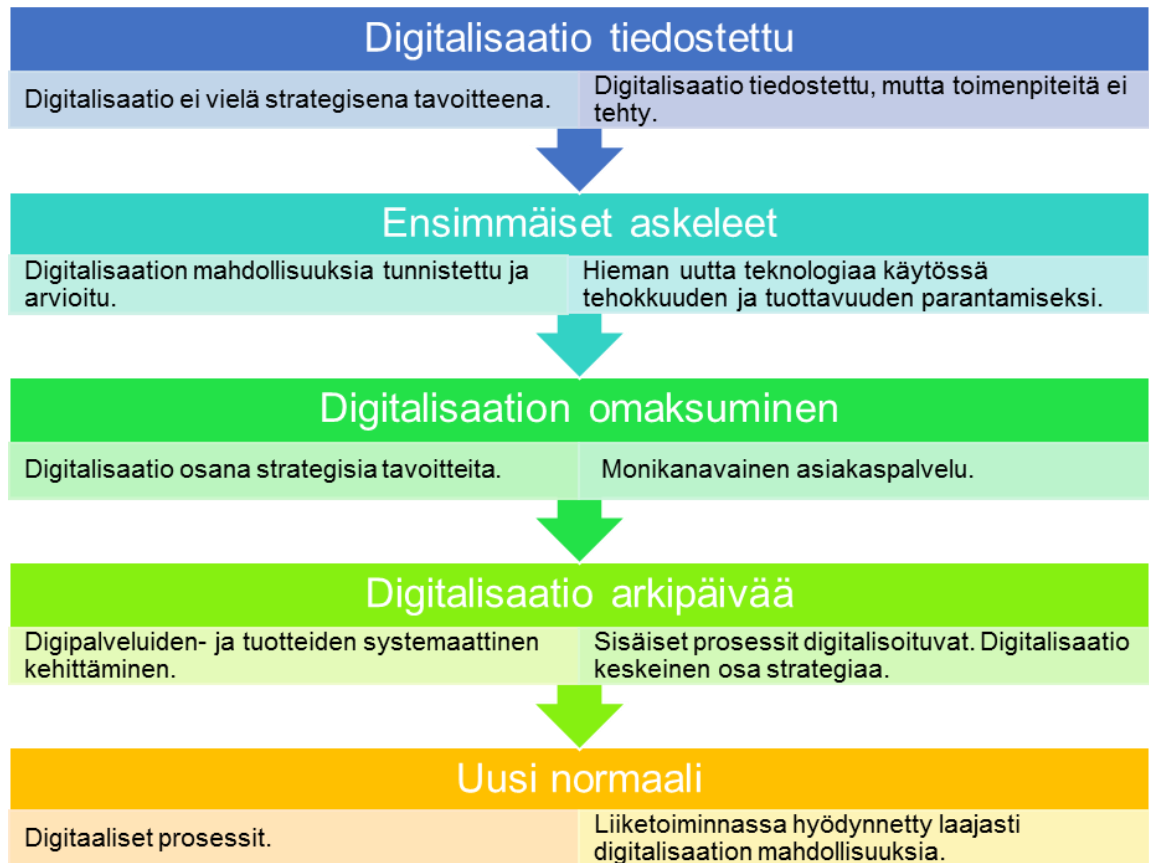 Digitalisaatio tiedostettu
Digitalisaatio ei vielä strategisena tavoitteena.
Digitalisaatio tiedostettu, mutta toimenpiteitä ei
tehty.
Ensimmäiset askeleet
Digitalisaation mahdollisuuksia tunnistettu ja
arvioitu.
Hieman uutta teknologiaa käytössä
tehokkuuden ja tuottavuuden parantamiseksi.
Digitalisaation omaksuminen
Digitalisaatio osana strategisia tavoitteita.
Monikanavainen asiakaspalvelu.
Digitalisaatio arkipäivää
Digipalveluiden- ja tuotteiden systemaattinen
kehittäminen.
Sisäiset prosessit digitalisoituvat. Digitalisaatio
keskeinen osa strategiaa.
Uusi normaali
Digitaaliset prosessit.
Liiketoiminnassa hyödynnetty laajasti
digitalisaation mahdollisuuksia.